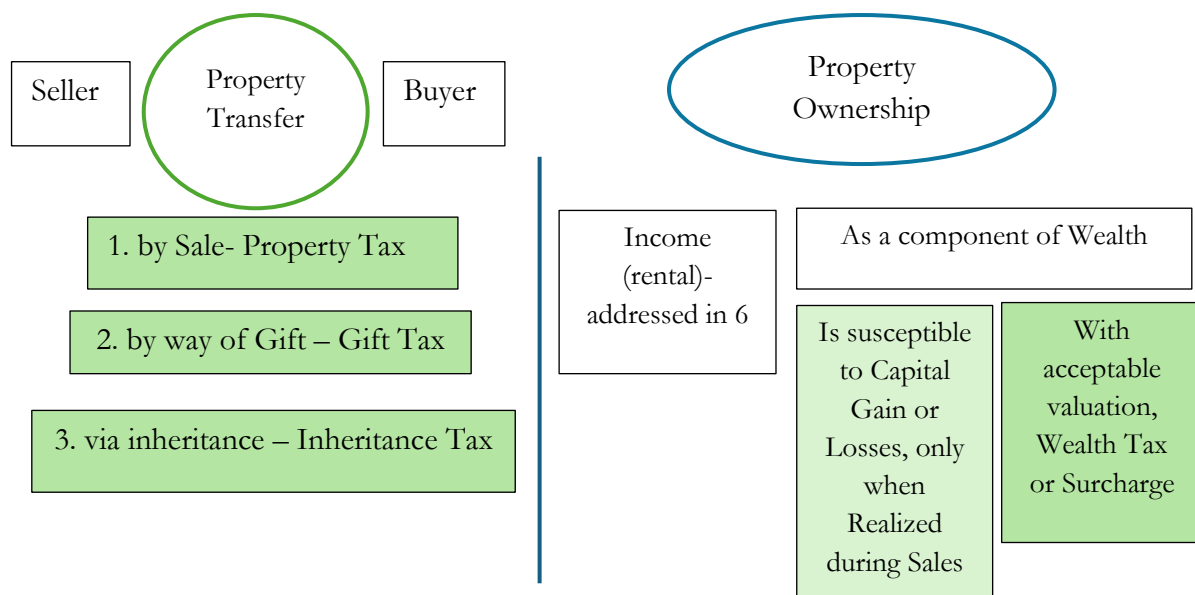 Seller
Property
Transfer
Buyer
1. by Sale- Property Tax
2. by way of Gift – Gift Tax
3. via inheritance – Inheritance Tax
Property
Ownership
Income
(rental)-
addressed in 6
As a component of Wealth
Is susceptible
to Capital
Gain or
Losses, only
when
Realized
during Sales
With
acceptable
valuation,
Wealth Tax
or Surcharge